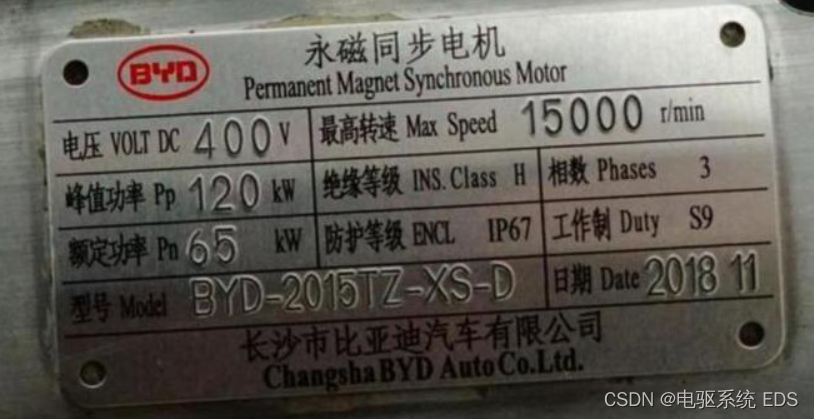 BYD
永磁同步电机
Permanent Magnet Synchronous Motor
电压 VOLT DC 400 V 最高转速 Max Speed 15000 r/min
峰值功率 Pp 120 kW 绝缘等级 INS.Class H 相数 Phases 3
额定功率 Pn 65 kW 防护等级 ENCL IP67 工作制 Duty S9
型号 Model BYD-2015TZ-XS-D 日期 Date 2018 11
长沙市比亚迪汽车有限公司
Changsha BYD Auto Co.Ltd.
CSDN @电驱系统 EDS